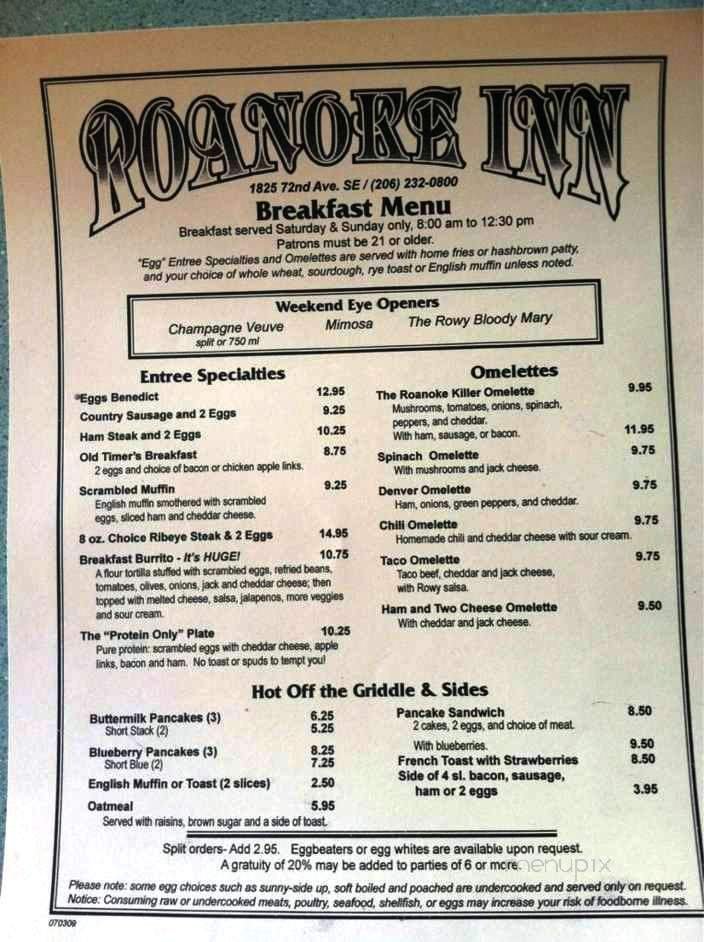 ROANOKE INN
1825 72nd Ave. SE / (206) 232-0800
Breakfast Menu
Breakfast served Saturday & Sunday only, 8:00 am to 12:30 pm
Patrons must be 21 or older.
"Egg" Entree Specialties and Omelettes are served with home fries or hashbrown patty,
and your choice of whole wheat, sourdough, rye toast or English muffin unless noted.
Weekend Eye Openers
Champagne Veuve Mimosa The Rowy Bloody Mary
split or 750 ml
Entree Specialties
Eggs Benedict 12.95
Country Sausage and 2 Eggs 9.25
Ham Steak and 2 Eggs 10.25
Old Timer's Breakfast 8.75
2 eggs and choice of bacon or chicken apple links.
Scrambled Muffin 9.25
English muffin smothered with scrambled
eggs, sliced ham and cheddar cheese.
8 oz. Choice Ribeye Steak & 2 Eggs 14.95
Breakfast Burrito - It's HUGE! 10.75
A flour tortilla stuffed with scrambled eggs, refried beans,
tomatoes, olives, onions, jack and cheddar cheese; then
topped with melted cheese, salsa, jalapenos, more veggies
and sour cream.
The "Protein Only" Plate 10.25
Pure protein: scrambled eggs with cheddar cheese, apple
links, bacon and ham. No toast or spuds to tempt you!
Omelettes
The Roanoke Killer Omelette 9.95
Mushrooms, tomatoes, onions, spinach,
peppers, and cheddar.
With ham, sausage, or bacon. 11.95
Spinach Omelette 9.75
With mushrooms and jack cheese.
Denver Omelette 9.75
Ham, onions, green peppers, and cheddar.
Chili Omelette 9.75
Homemade chili and cheddar cheese with sour cream.
Taco Omelette 9.75
Taco beef, cheddar and jack cheese,
with Rowy salsa.
Ham and Two Cheese Omelette 9.50
With cheddar and jack cheese.
Hot Off the Griddle & Sides
Buttermilk Pancakes (3) 6.25
Short Stack (2) 5.25
Blueberry Pancakes (3) 8.25
Short Blue (2) 7.25
English Muffin or Toast (2 slices) 2.50
Oatmeal 5.95
Served with raisins, brown sugar and a side of toast.
Pancake Sandwich 8.50
2 cakes, 2 eggs, and choice of meat.
With blueberries. 9.50
French Toast with Strawberries 8.50
Side of 4 sl. bacon, sausage,
ham or 2 eggs 3.95
Split orders- Add 2.95. Eggbeaters or egg whites are available upon request.
A gratuity of 20% may be added to parties of 6 or more.
menupix
Please note: some egg choices such as sunny-side up, soft boiled and poached are undercooked and served only on request.
Notice: Consuming raw or undercooked meats, poultry, seafood, shellfish, or eggs may increase your risk of foodborne illness.
070309